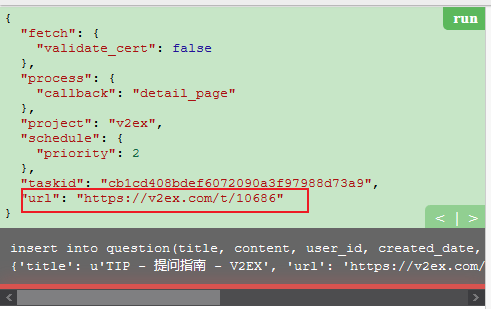 {
run
"fetch": {
"validate_cert": false
},
"process": {
"callback": "detail_page"
},
"project": "v2ex",
"schedule": {
"priority": 2
},
"taskid": "cb1cd408bdef6072090a3f97988d73a9",
"url": "https://v2ex.com/t/10686"
}
< | >
insert into question(title, content, user_id, created_date,
{'title': u'TIP - 提问指南 - V2EX', 'url': 'https://v2ex.com/